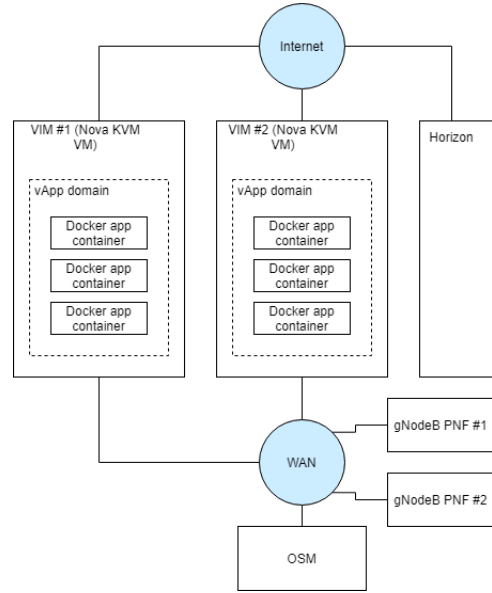 Internet
VIM #1 (Nova KVM
VM)
VIM #2 (Nova KVM
VM)
Horizon
vApp domain
Docker app
container
Docker app
container
Docker app
container
vApp domain
Docker app
container
Docker app
container
Docker app
container
gNodeB PNF #1
WAN
gNodeB PNF #2
OSM